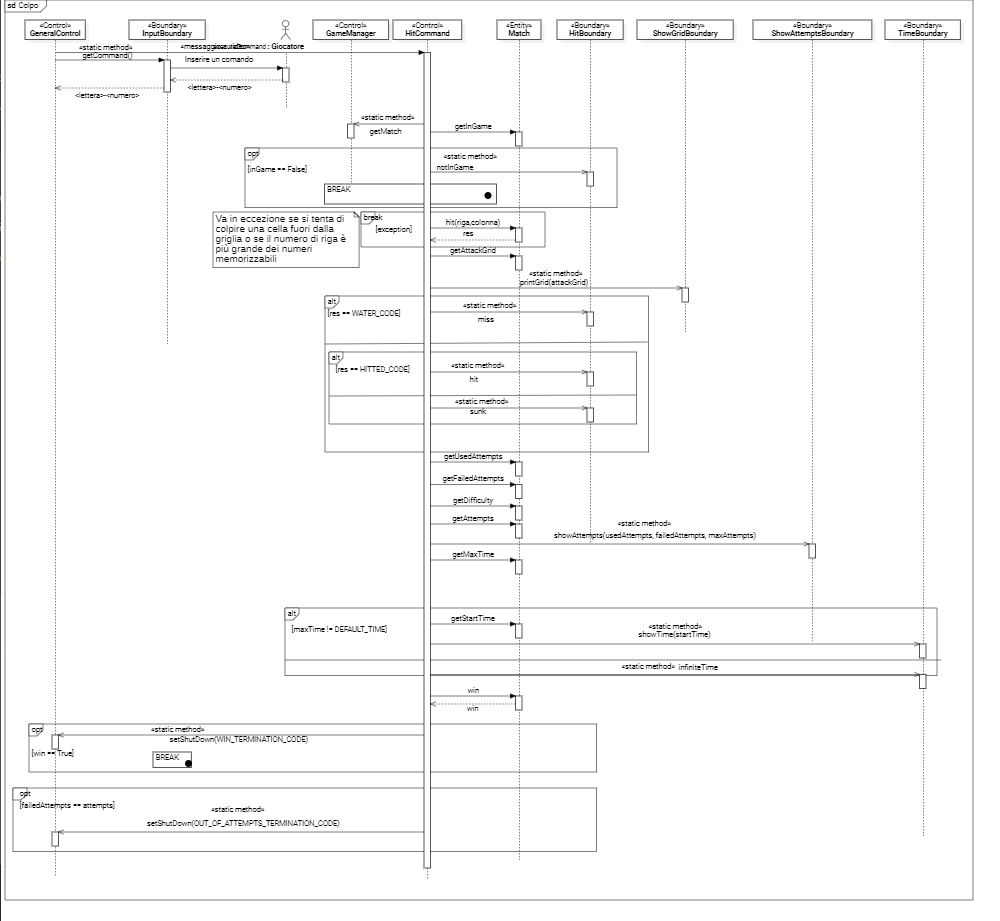 sd Colpo
«Control»
GeneralControl
«Boundary»
InputBoundary
: Giocatore
«Control»
GameManager
«Control»
HitCommand
«Entity»
Match
«Boundary»
HitBoundary
«Boundary»
ShowGridBoundary
«Boundary»
ShowAttemptsBoundary
«Boundary»
TimeBoundary
«static method»
getCommand()
Inserire un comando
<lettera>-<numero>
<lettera>-<numero>
«static method»
getMatch
getInGame
opt
[inGame == False]
«static method»
notInGame
BREAK
Va in eccezione se si tenta di
colpire una cella fuori dalla
griglia o se il numero di riga è
più grande dei numeri
memorizzabili
break
[exception]
hit(riga,colonna)
res
getAttackGrid
«static method»
printGrid(attackGrid)
alt
[res == WATER_CODE]
«static method»
miss
alt
[res == HITTED_CODE]
«static method»
hit
«static method»
sunk
getUsedAttempts
getFailedAttempts
getDifficulty
getAttempts
«static method»
showAttempts(usedAttempts, failedAttempts, maxAttempts)
getMaxTime
alt
[maxTime != DEFAULT_TIME]
getStartTime
«static method»
showTime(startTime)
«static method» infiniteTime
win
win
opt
[win == True]
«static method»
setShutDown(WIN_TERMINATION_CODE)
BREAK
opt
[failedAttempts == attempts]
«static method»
setShutDown(OUT_OF_ATTEMPTS_TERMINATION_CODE)